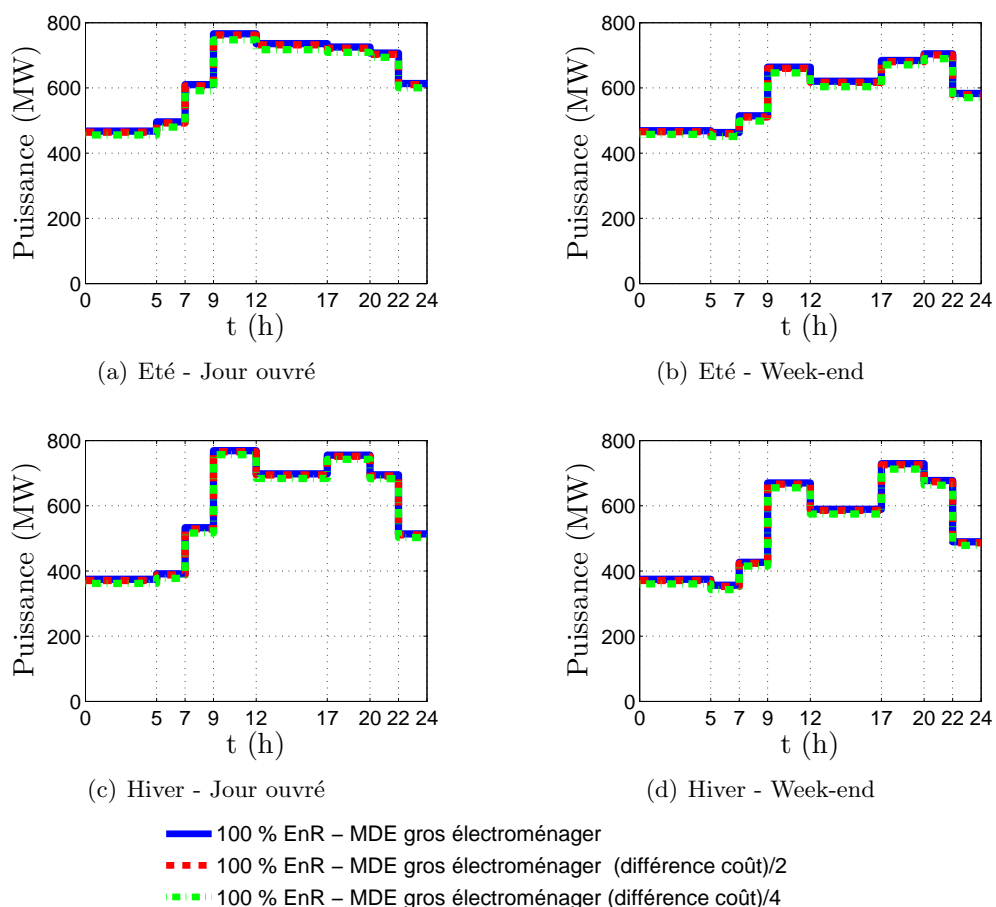 800
600
400
200
0
Puissance (MW)
0 5 7 9 12 17 20 22 24
t (h)
(a) Eté - Jour ouvré
800
600
400
200
0
Puissance (MW)
0 5 7 9 12 17 20 22 24
t (h)
(b) Eté - Week-end
800
600
400
200
0
Puissance (MW)
0 5 7 9 12 17 20 22 24
t (h)
(c) Hiver - Jour ouvré
800
600
400
200
0
Puissance (MW)
0 5 7 9 12 17 20 22 24
t (h)
(d) Hiver - Week-end
100 % EnR − MDE gros électroménager
100 % EnR − MDE gros électroménager (différence coût)/2
100 % EnR − MDE gros électroménager (différence coût)/4